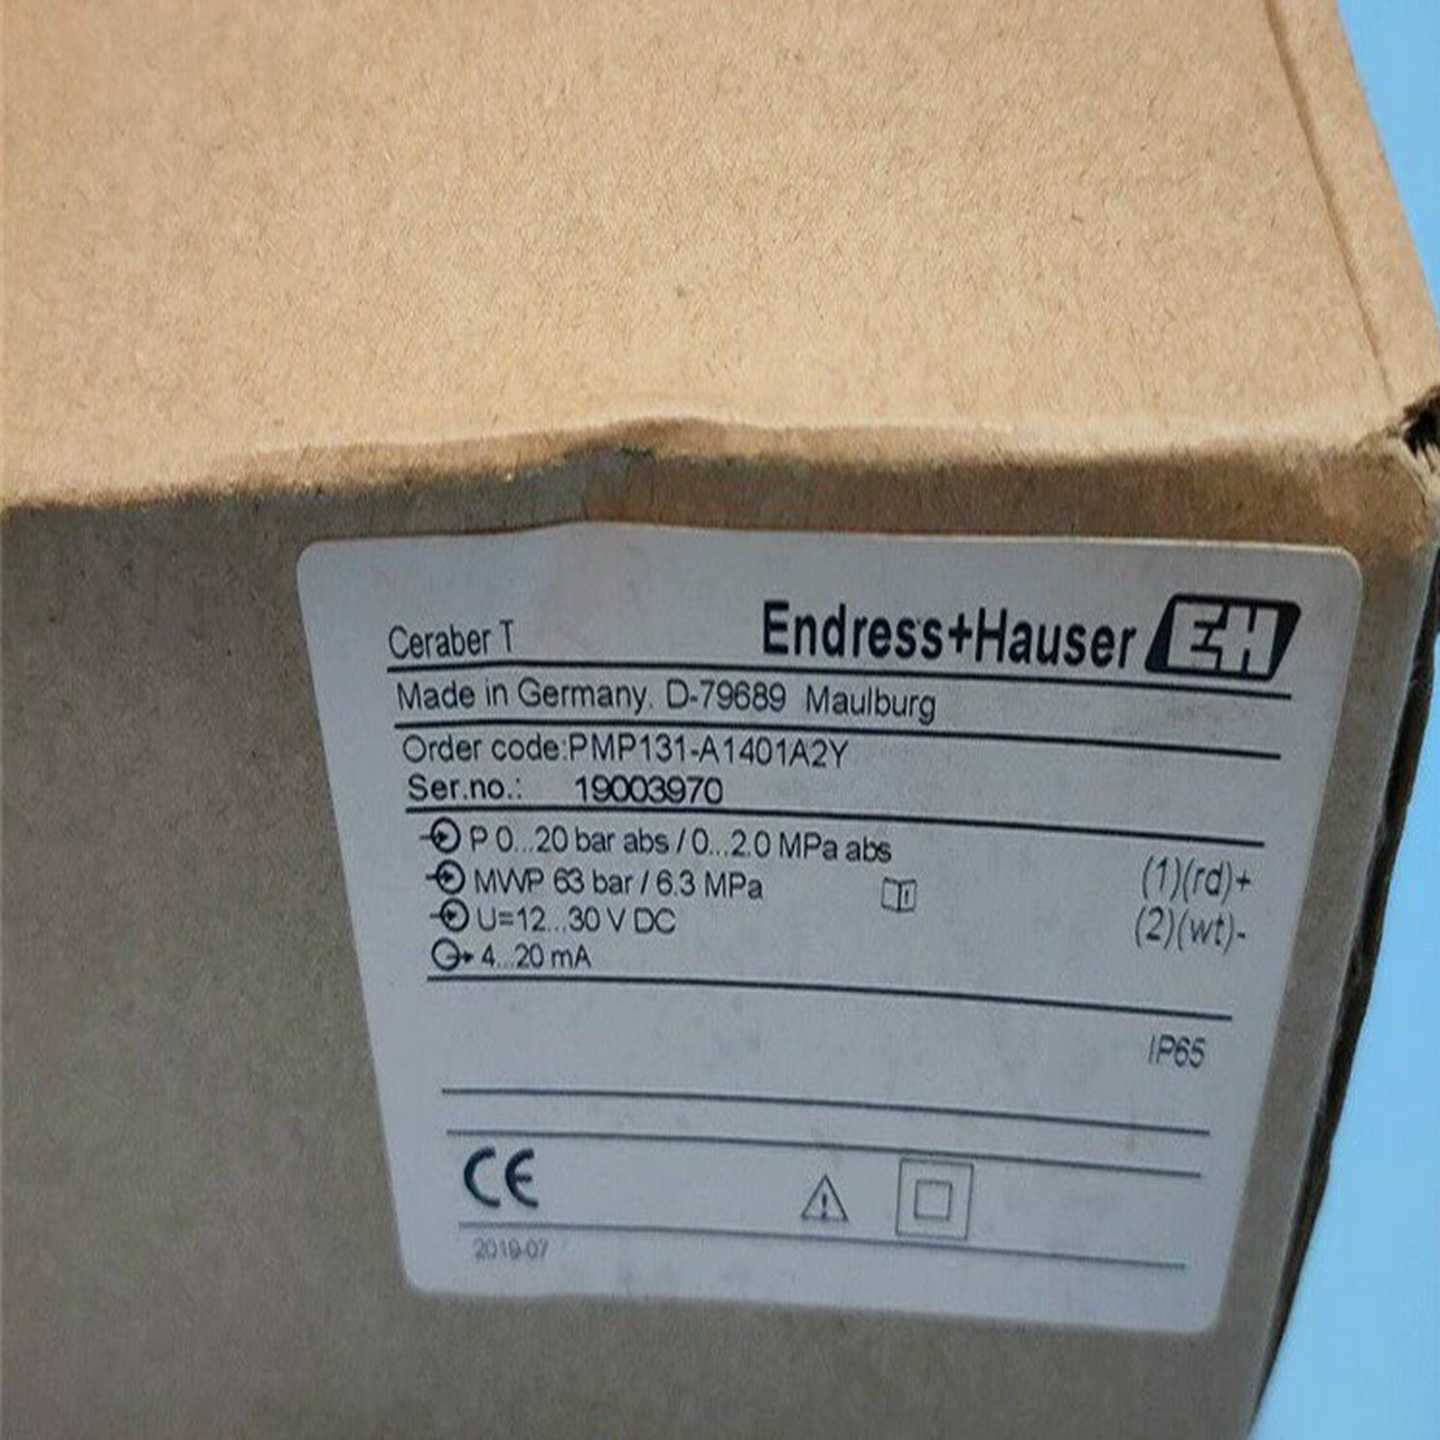 Ceraber T
Endress+Hauser EH
Made in Germany. D-79689 Maulburg
Order code:PMP131-A1401A2Y
Ser.no.: 19003970
P 0...20 bar abs / 0...2.0 MPa abs
MWP 63 bar / 6.3 MPa
U=12...30 V DC
4...20 mA
(1)(rd)+
(2)(wt)-
IP65
CE
2019-07